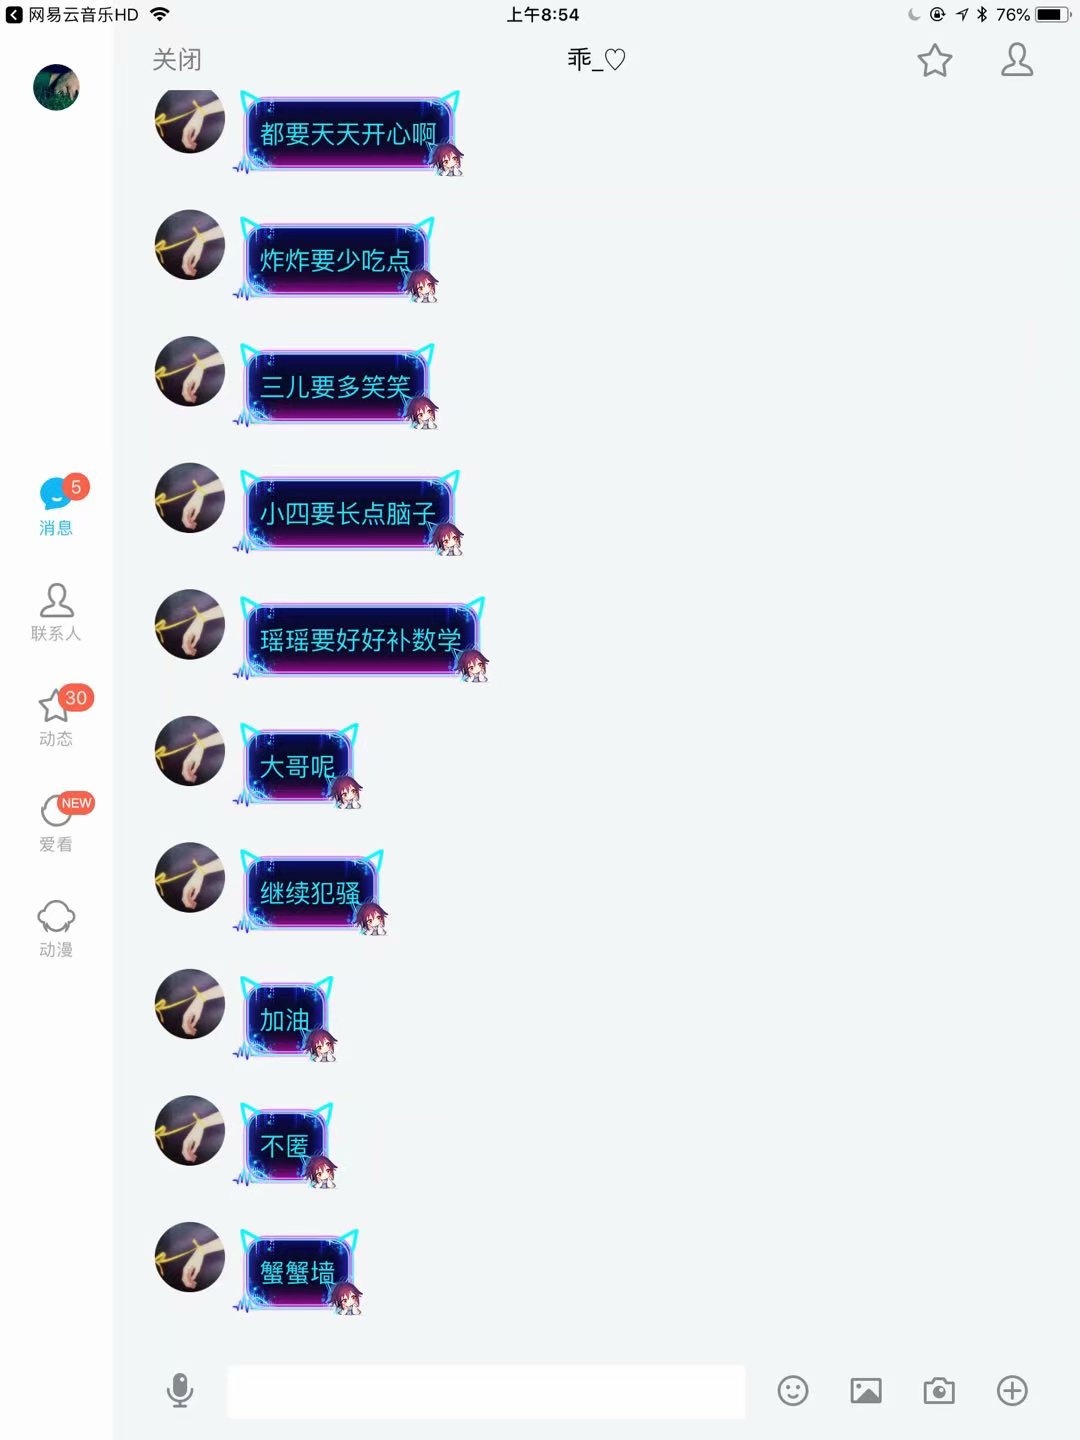 网易云音乐HD
上午8:54
76%
关闭
乖_♡
都要天天开心啊
炸炸要少吃点
三儿要多笑笑
小四要长点脑子
瑶瑶要好好补数学
大哥呢
继续犯骚
加油
不匿
蟹蟹墙
5
消息
联系人
30
动态
NEW
爱看
动漫